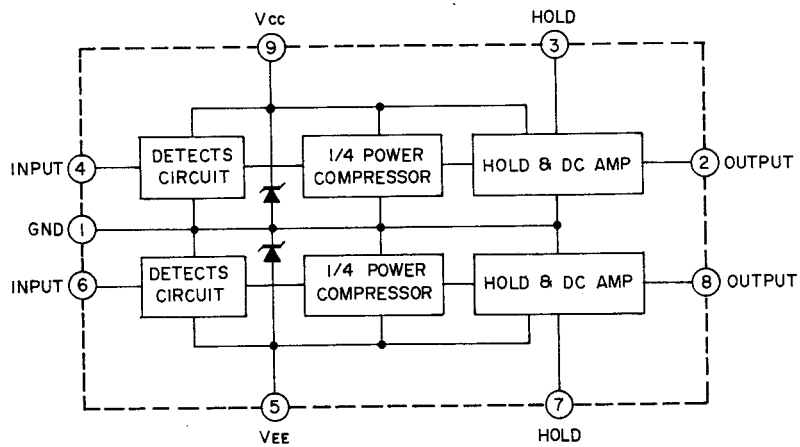 Vcc
HOLD
9
3
INPUT 4
DETECTS
CIRCUIT
1/4 POWER
COMPRESSOR
HOLD & DC AMP
2 OUTPUT
GND 1
INPUT 6
DETECTS
CIRCUIT
1/4 POWER
COMPRESSOR
HOLD & DC AMP
8 OUTPUT
5
7
VEE
HOLD